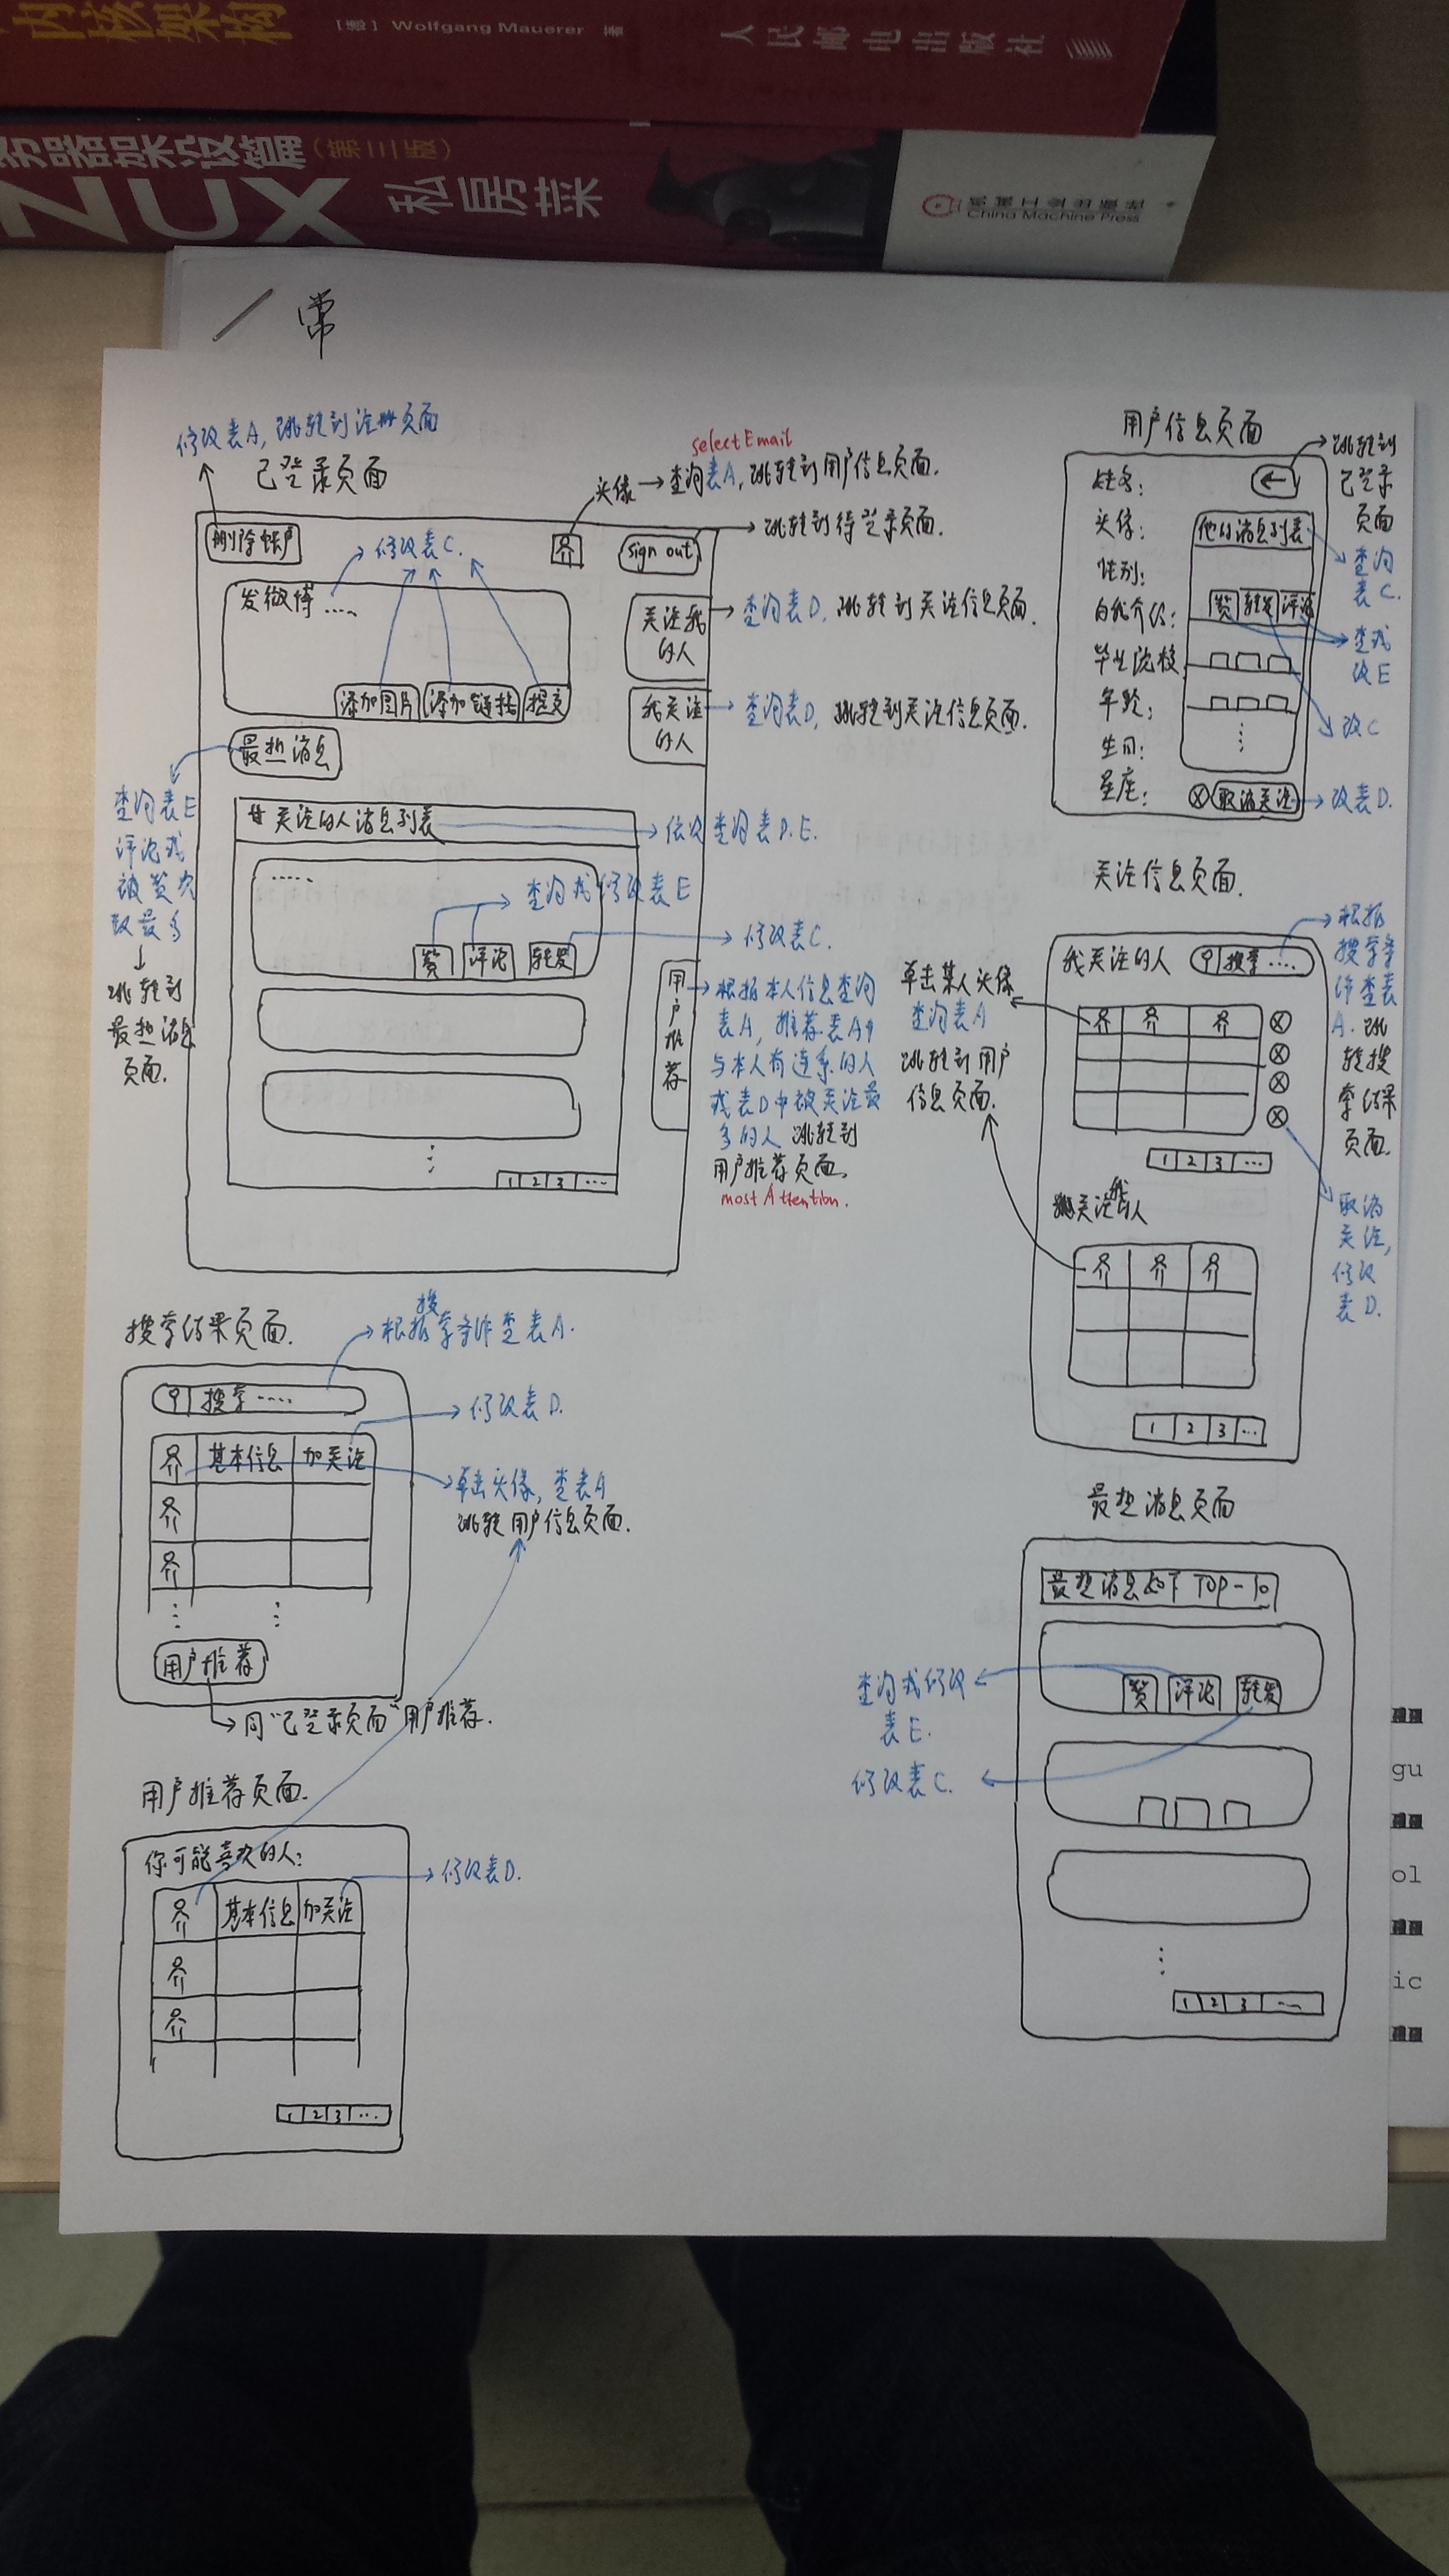 内核架构
[德] Wolfgang Mauerer 著
人民邮电出版社
务器架设篇 (第三版)
私房菜
机械工业出版社
China Machine Press
常
修改表A, 跳转到注册页面
已登录页面
selectEmail
头像 → 查询表A, 跳转到用户信息页面.
删除帐户
修改表C.
sign out
跳转到待登录页面.
发微博....
添加图片
添加链接
提交
关注我的人
查询表D, 跳转到关注信息页面.
我关注的人
查询表D, 跳转到关注信息页面.
最热消息
查询表E
评论或
被赞次
数最多
跳转到
最热消息
页面.
关注的人消息列表
依次查询表D.E.
.....
查询或修改表E
赞
评论
转发
修改表C.
用户推荐
根据本人信息查询
表A, 推荐表A中
与本人有连系的人
或表D中被关注最
多的人 跳转到
用户推荐页面.
most Attention.
1 2 3 ...
搜索结果页面.
根据搜索条件查表A.
搜索....
修改表D.
基本信息
加关注
单击头像, 查表A
跳转用户信息页面.
用户推荐
同“已登录页面”用户推荐.
用户推荐页面.
你可能喜欢的人:
基本信息
加关注
修改表D.
1 2 3 ...
用户信息页面
跳转到
已登录
页面
姓名:
头像:
性别:
自我介绍:
毕业院校
年龄:
生日:
星座:
←
他的消息列表
查询
表C.
赞
转发
评论
查或
改E
改C
取消关注
改表D.
关注信息页面.
我关注的人
搜索....
根据
搜索条
件查表
A. 跳
转搜
索结果
页面.
单击某人头像
查询表A
跳转到用户
信息页面.
1 2 3 ...
取消
关注,
修改
表D.
关注我人
1 2 3 ...
最热消息页面
最热消息如下 TOP-10
赞
评论
转发
查询或修改
表E.
修改表C.
1 2 3 ...
gu
ol
ic